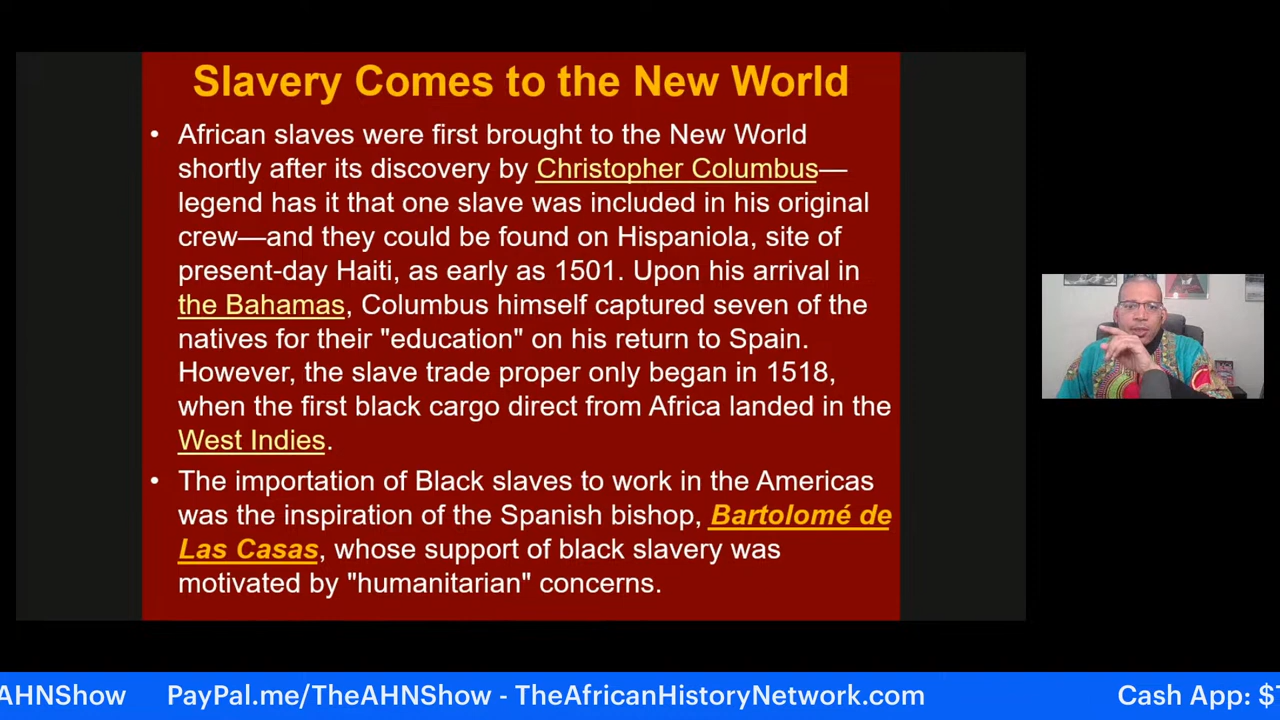 Slavery Comes to the New World
• African slaves were first brought to the New World
shortly after its discovery by Christopher Columbus—
legend has it that one slave was included in his original
crew—and they could be found on Hispaniola, site of
present-day Haiti, as early as 1501. Upon his arrival in
the Bahamas, Columbus himself captured seven of the
natives for their "education" on his return to Spain.
However, the slave trade proper only began in 1518,
when the first black cargo direct from Africa landed in the
West Indies.
• The importation of Black slaves to work in the Americas
was the inspiration of the Spanish bishop, Bartolomé de
Las Casas, whose support of black slavery was
motivated by "humanitarian" concerns.
AHNShow PayPal.me/TheAHNShow - TheAfricanHistoryNetwork.com Cash App: $